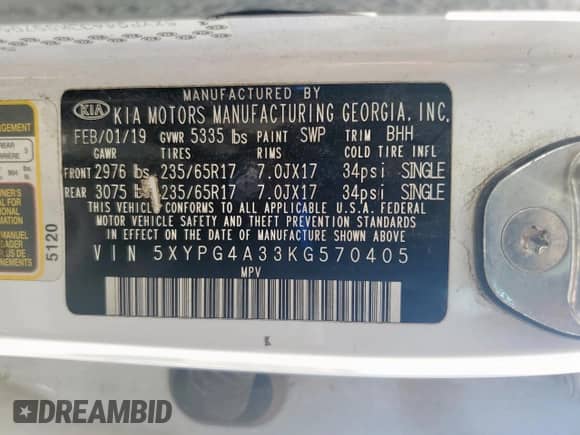 MANUFACTURED BY
KIA KIA MOTORS MANUFACTURING GEORGIA, INC.
FEB/01/19 GVWR 5335 lbs PAINT SWP TRIM BHH
GAWR TIRES RIMS COLD TIRE INFL
FRONT 2976 lbs 235/65R17 7.0JX17 34psi SINGLE
REAR 3075 lbs 235/65R17 7.0JX17 34psi SINGLE
THIS VEHICLE CONFORMS TO ALL APPLICABLE U.S.A. FEDERAL
MOTOR VEHICLE SAFETY AND THEFT PREVENTION STANDARDS
IN EFFECT ON THE DATE OF MANUFACTURE SHOWN ABOVE
VIN 5XYPG4A33KG570405
MPV
5120
REAR
K
DREAMBID